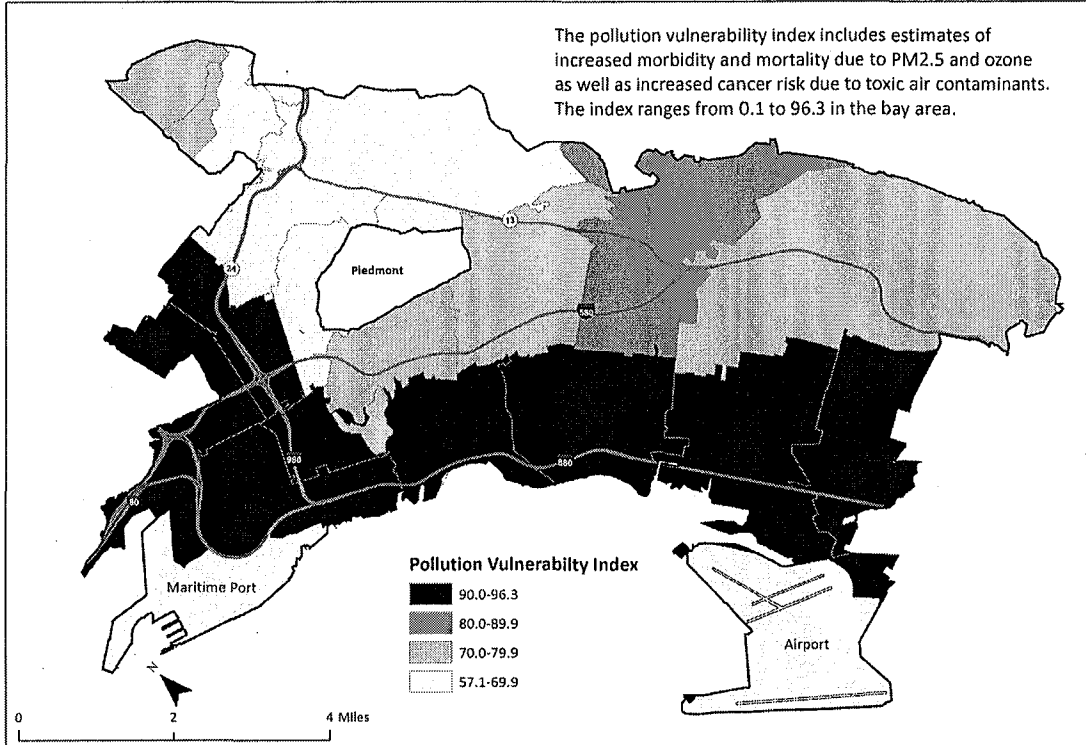 The pollution vulnerability index includes estimates of
increased morbidity and mortality due to PM2.5 and ozone
as well as increased cancer risk due to toxic air contaminants.
The index ranges from 0.1 to 96.3 in the bay area.
13
24
Piedmont
580
980
880
80
Maritime Port
Airport
Pollution Vulnerabilty Index
90.0-96.3
80.0-89.9
70.0-79.9
57.1-69.9
N
0 2 4 Miles